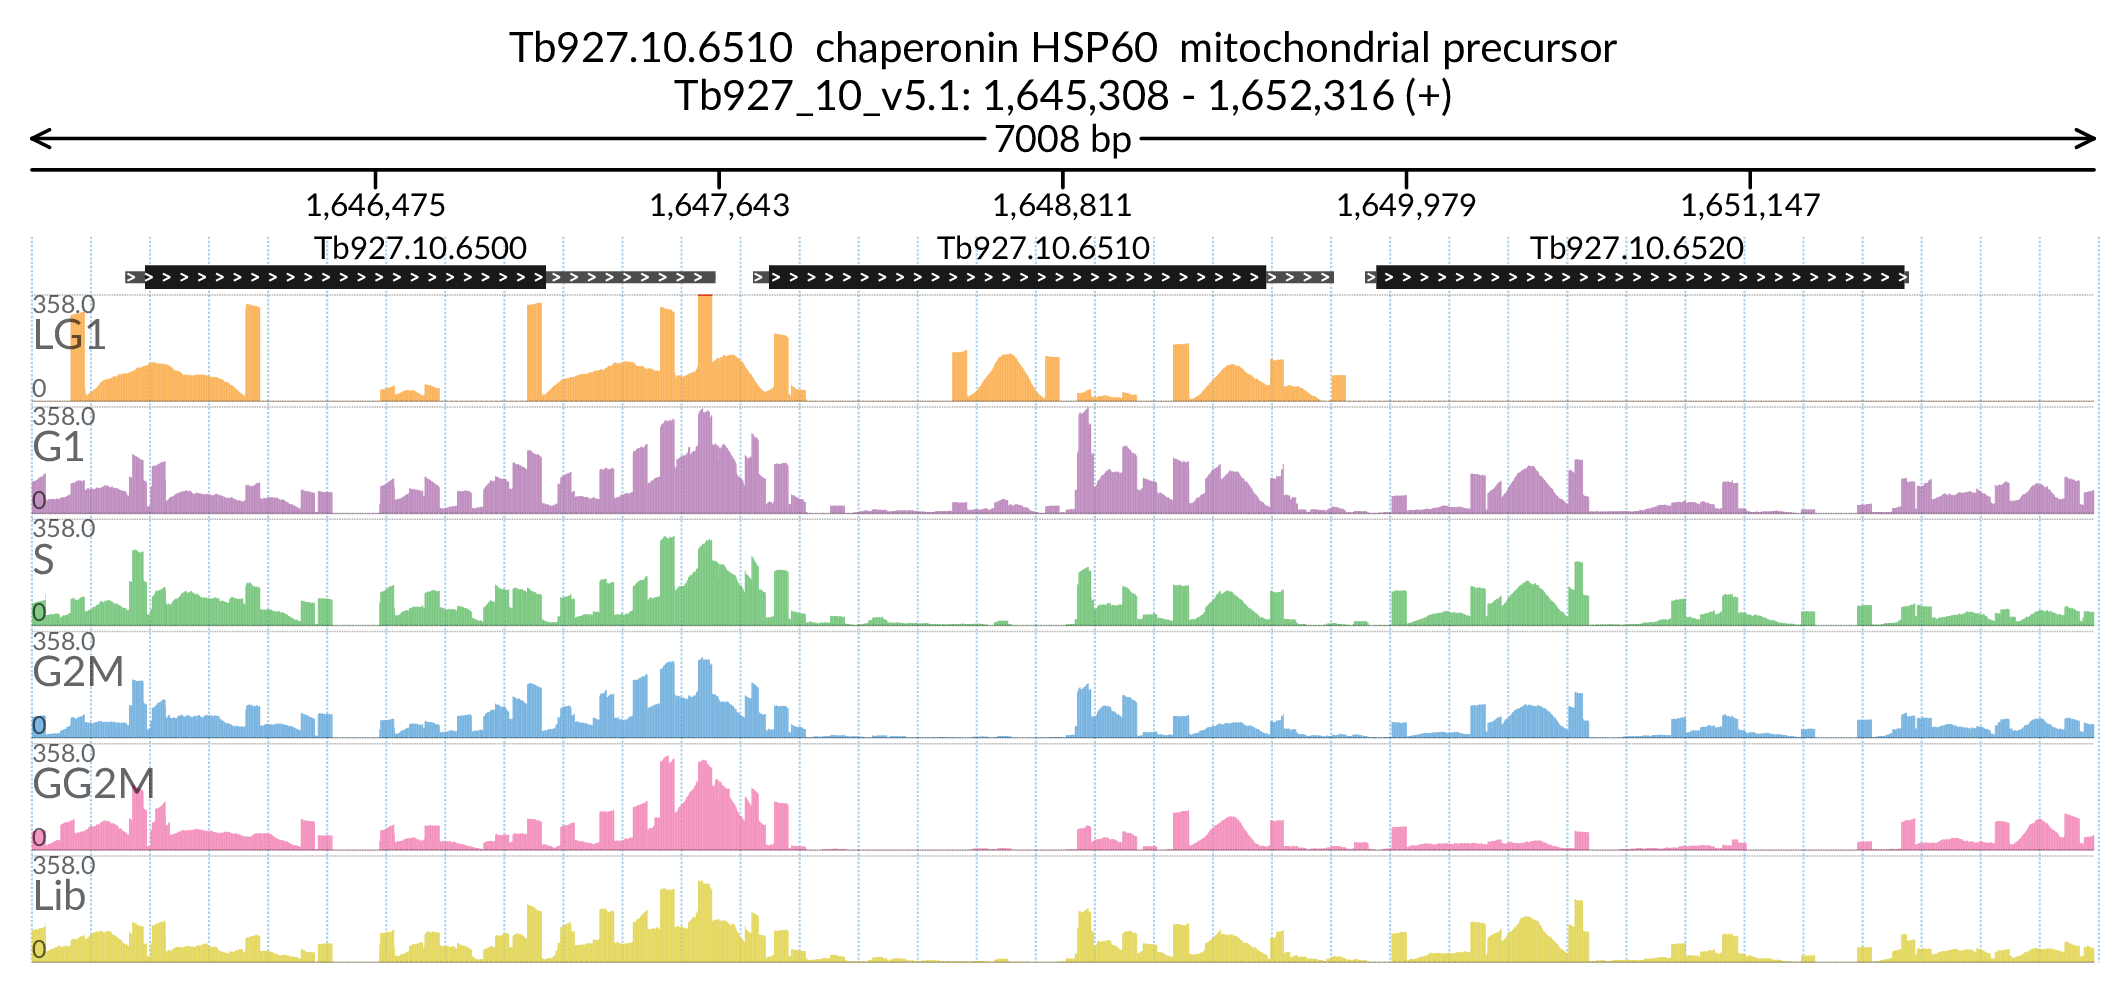 Tb927.10.6510 chaperonin HSP60 mitochondrial precursor
Tb927_10_v5.1: 1,645,308 - 1,652,316 (+)
7008 bp
1,646,475 1,647,643 1,648,811 1,649,979 1,651,147
Tb927.10.6500 Tb927.10.6510 Tb927.10.6520
358.0
LG1
0
358.0
G1
0
358.0
S
0
358.0
G2M
0
358.0
GG2M
0
358.0
Lib
0